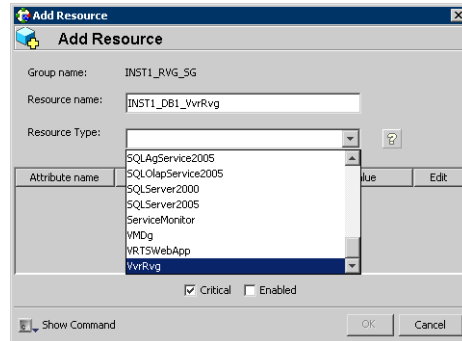 Add Resource
Add Resource
Group name: INST1_RVG_SG
Resource name: INST1_DB1_VvrRvg
Resource Type:
SQLAgService2005
SQLOlapService2005
SQLServer2000
SQLServer2005
ServiceMonitor
VMDg
VRTSWebApp
VvrRvg
Attribute name Edit
Critical Enabled
Show Command OK Cancel